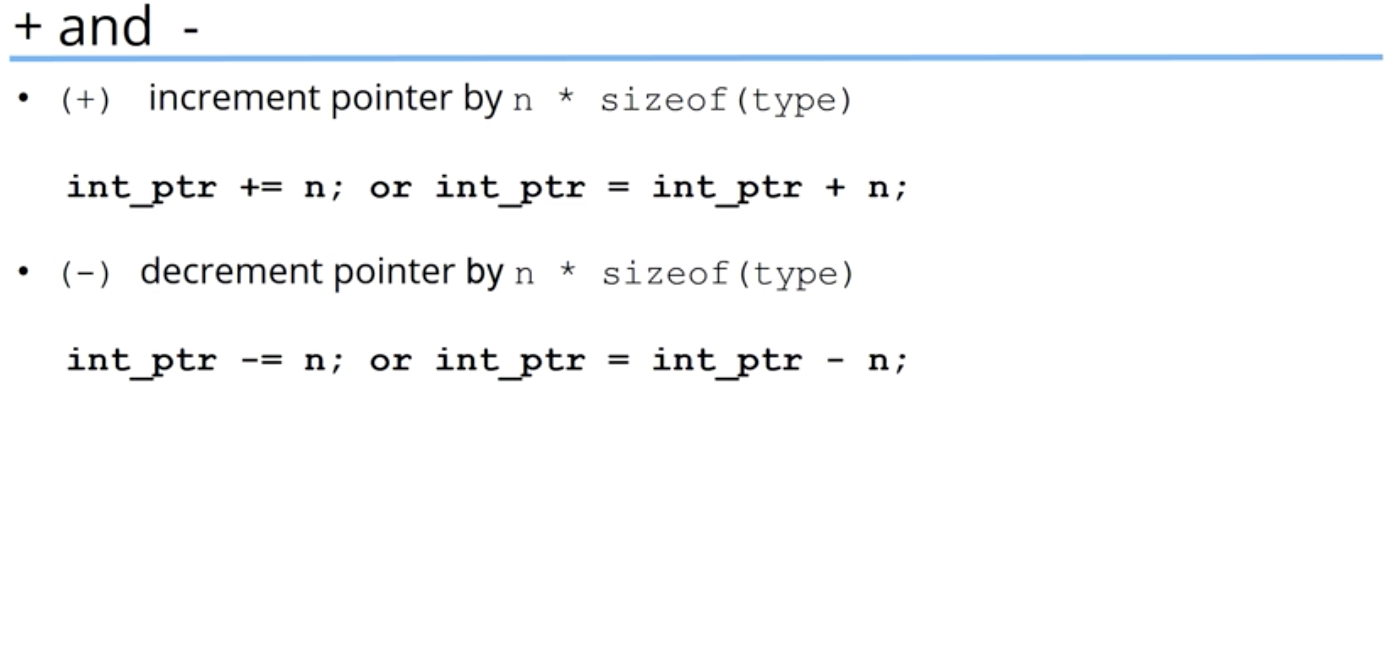 + and -
• (+) increment pointer by n * sizeof(type)
int_ptr += n; or int_ptr = int_ptr + n;
• (-) decrement pointer by n * sizeof(type)
int_ptr -= n; or int_ptr = int_ptr - n;